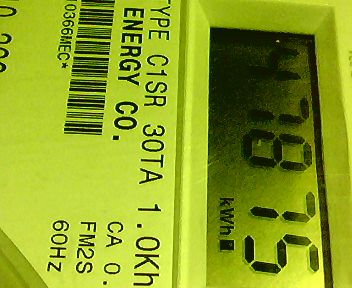 47875
kWh
TYPE C1SR 30TA 1.0Kh
ENERGY CO.
CA 0.
FM2S
60Hz